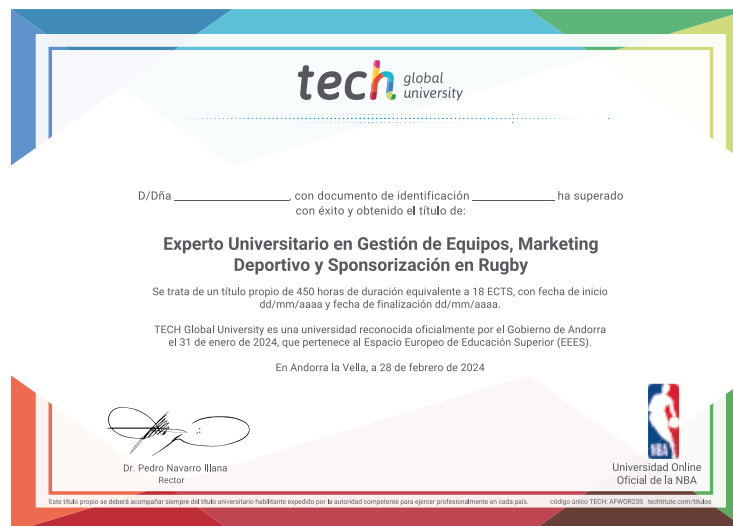 tech global
university
D/Dña ______________, con documento de identificación ____________ ha superado
con éxito y obtenido el título de:
Experto Universitario en Gestión de Equipos, Marketing
Deportivo y Sponsorización en Rugby
Se trata de un título propio de 450 horas de duración equivalente a 18 ECTS, con fecha de inicio
dd/mm/aaaa y fecha de finalización dd/mm/aaaa.
TECH Global University es una universidad reconocida oficialmente por el Gobierno de Andorra
el 31 de enero de 2024, que pertenece al Espacio Europeo de Educación Superior (EEES).
En Andorra la Vella, a 28 de febrero de 2024
Dr. Pedro Navarro Illana
Rector
NBA
Universidad Online
Oficial de la NBA
Este título propio se deberá acompañar siempre del título universitario habilitante expedido por la autoridad competente para ejercer profesionalmente en cada país. código único TECH: AFWOR23S techtitute.com/titulos